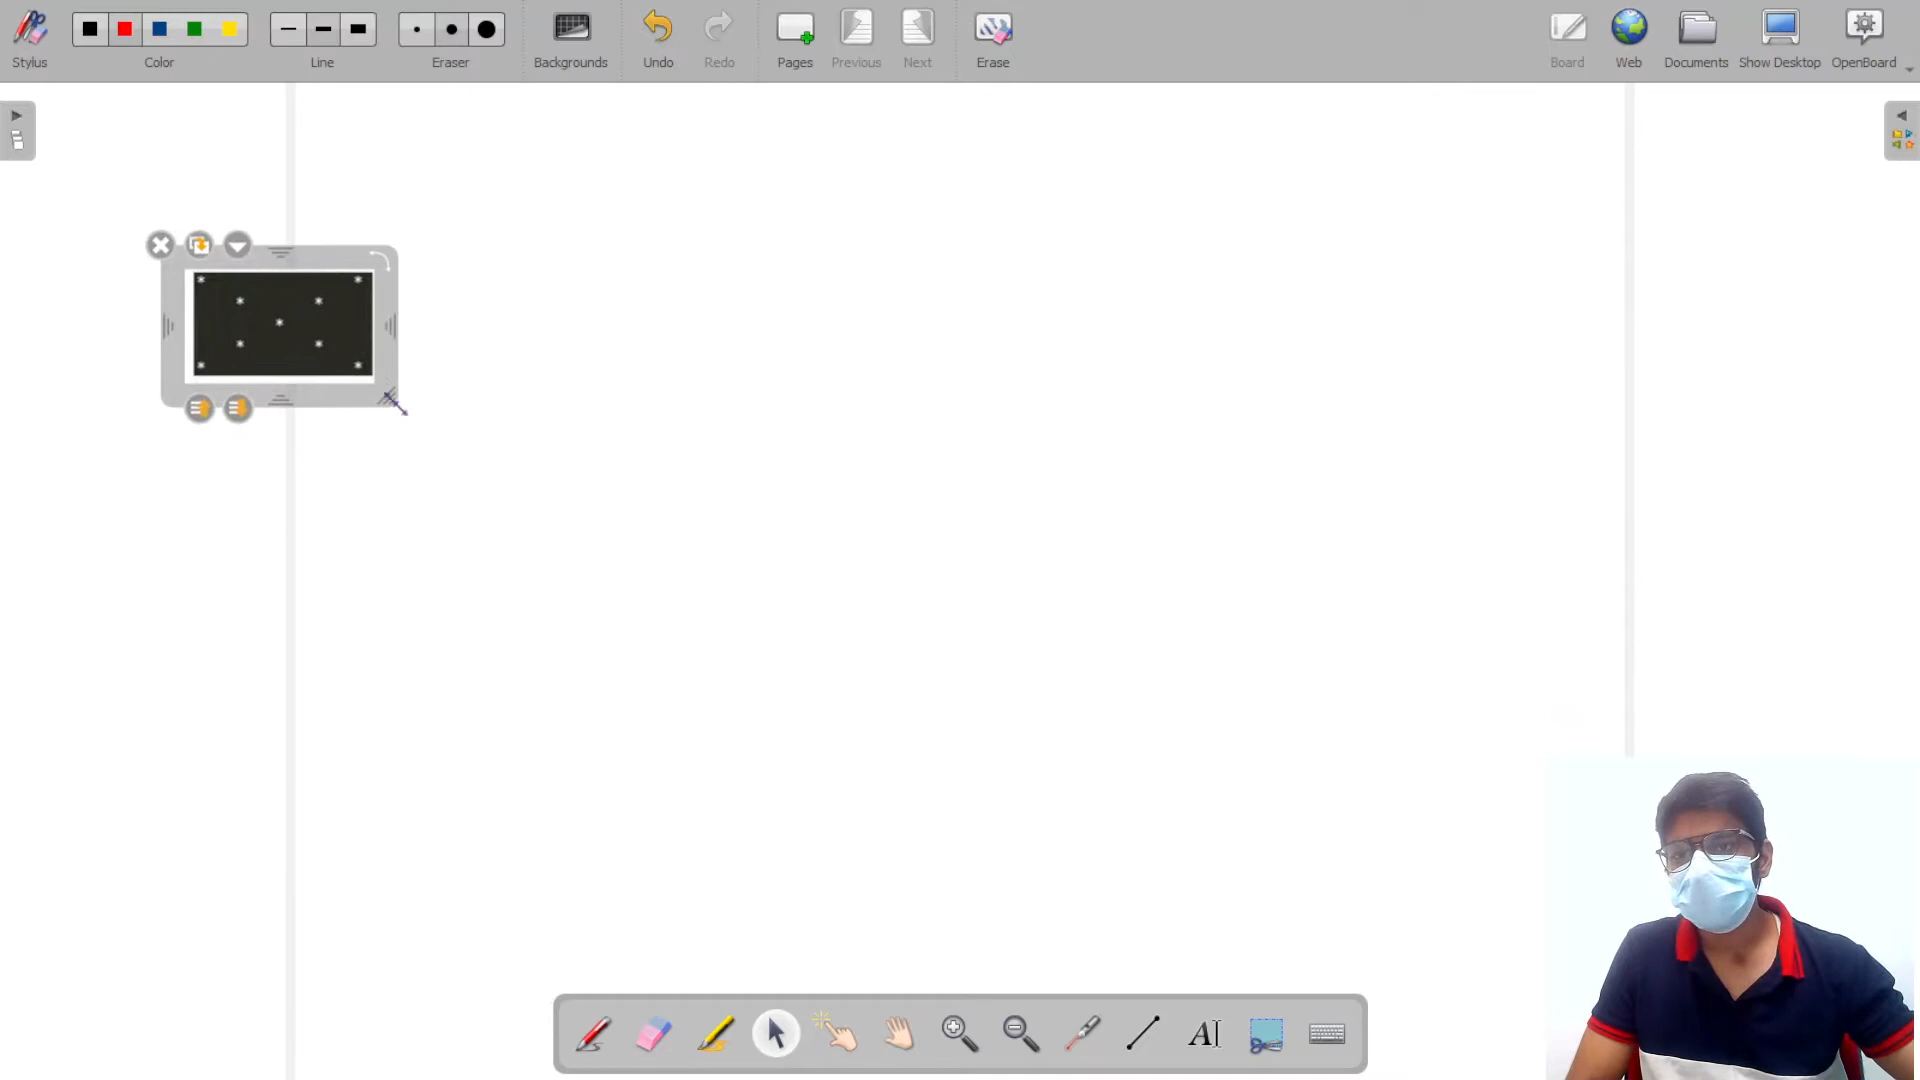 Stylus
Color
Line
Eraser
Backgrounds
Undo
Redo
Pages
Previous
Next
Erase
Board
Web
Documents
Show Desktop
OpenBoard
* *
* *
*
* *
* *
A